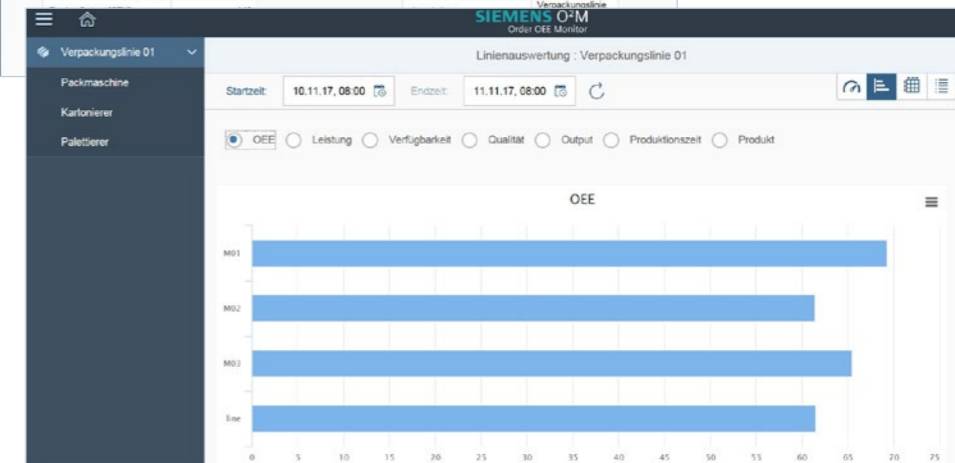 Verpackungslinie
SIEMENS O²M
Order OEE Monitor
Verpackungslinie 01
Linienauswertung : Verpackungslinie 01
Packmaschine
Kartonierer
Palettierer
Startzeit: 10.11.17, 08:00 Endzeit: 11.11.17, 08:00
OEE Leistung Verfügbarkeit Qualität Output Produktionszeit Produkt
OEE
M01
M02
M03
line
0 5 10 15 20 25 30 35 40 45 50 55 60 65 70 75